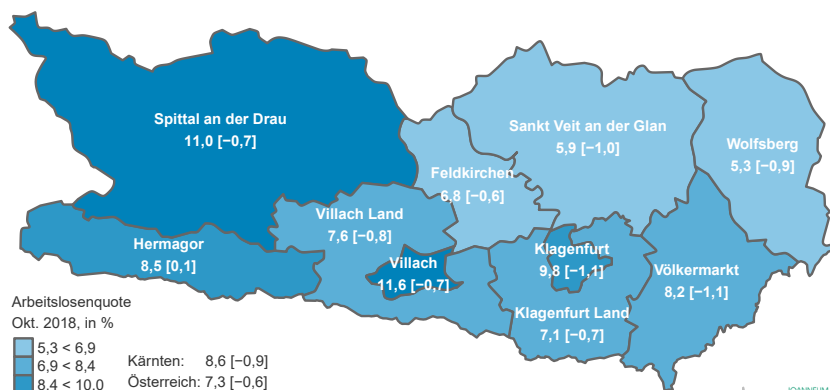 Spittal an der Drau
11,0 [−0,7]
Sankt Veit an der Glan
5,9 [−1,0]
Wolfsberg
5,3 [−0,9]
Feldkirchen
6,8 [−0,6]
Villach Land
7,6 [−0,8]
Hermagor
8,5 [0,1]
Villach
11,6 [−0,7]
Klagenfurt
9,8 [−1,1]
Völkermarkt
8,2 [−1,1]
Klagenfurt Land
7,1 [−0,7]
Arbeitslosenquote
Okt. 2018, in %
5,3 < 6,9
6,9 < 8,4
8,4 < 10,0
Kärnten: 8,6 [−0,9]
Österreich: 7,3 [−0,6]
JOANNEUM